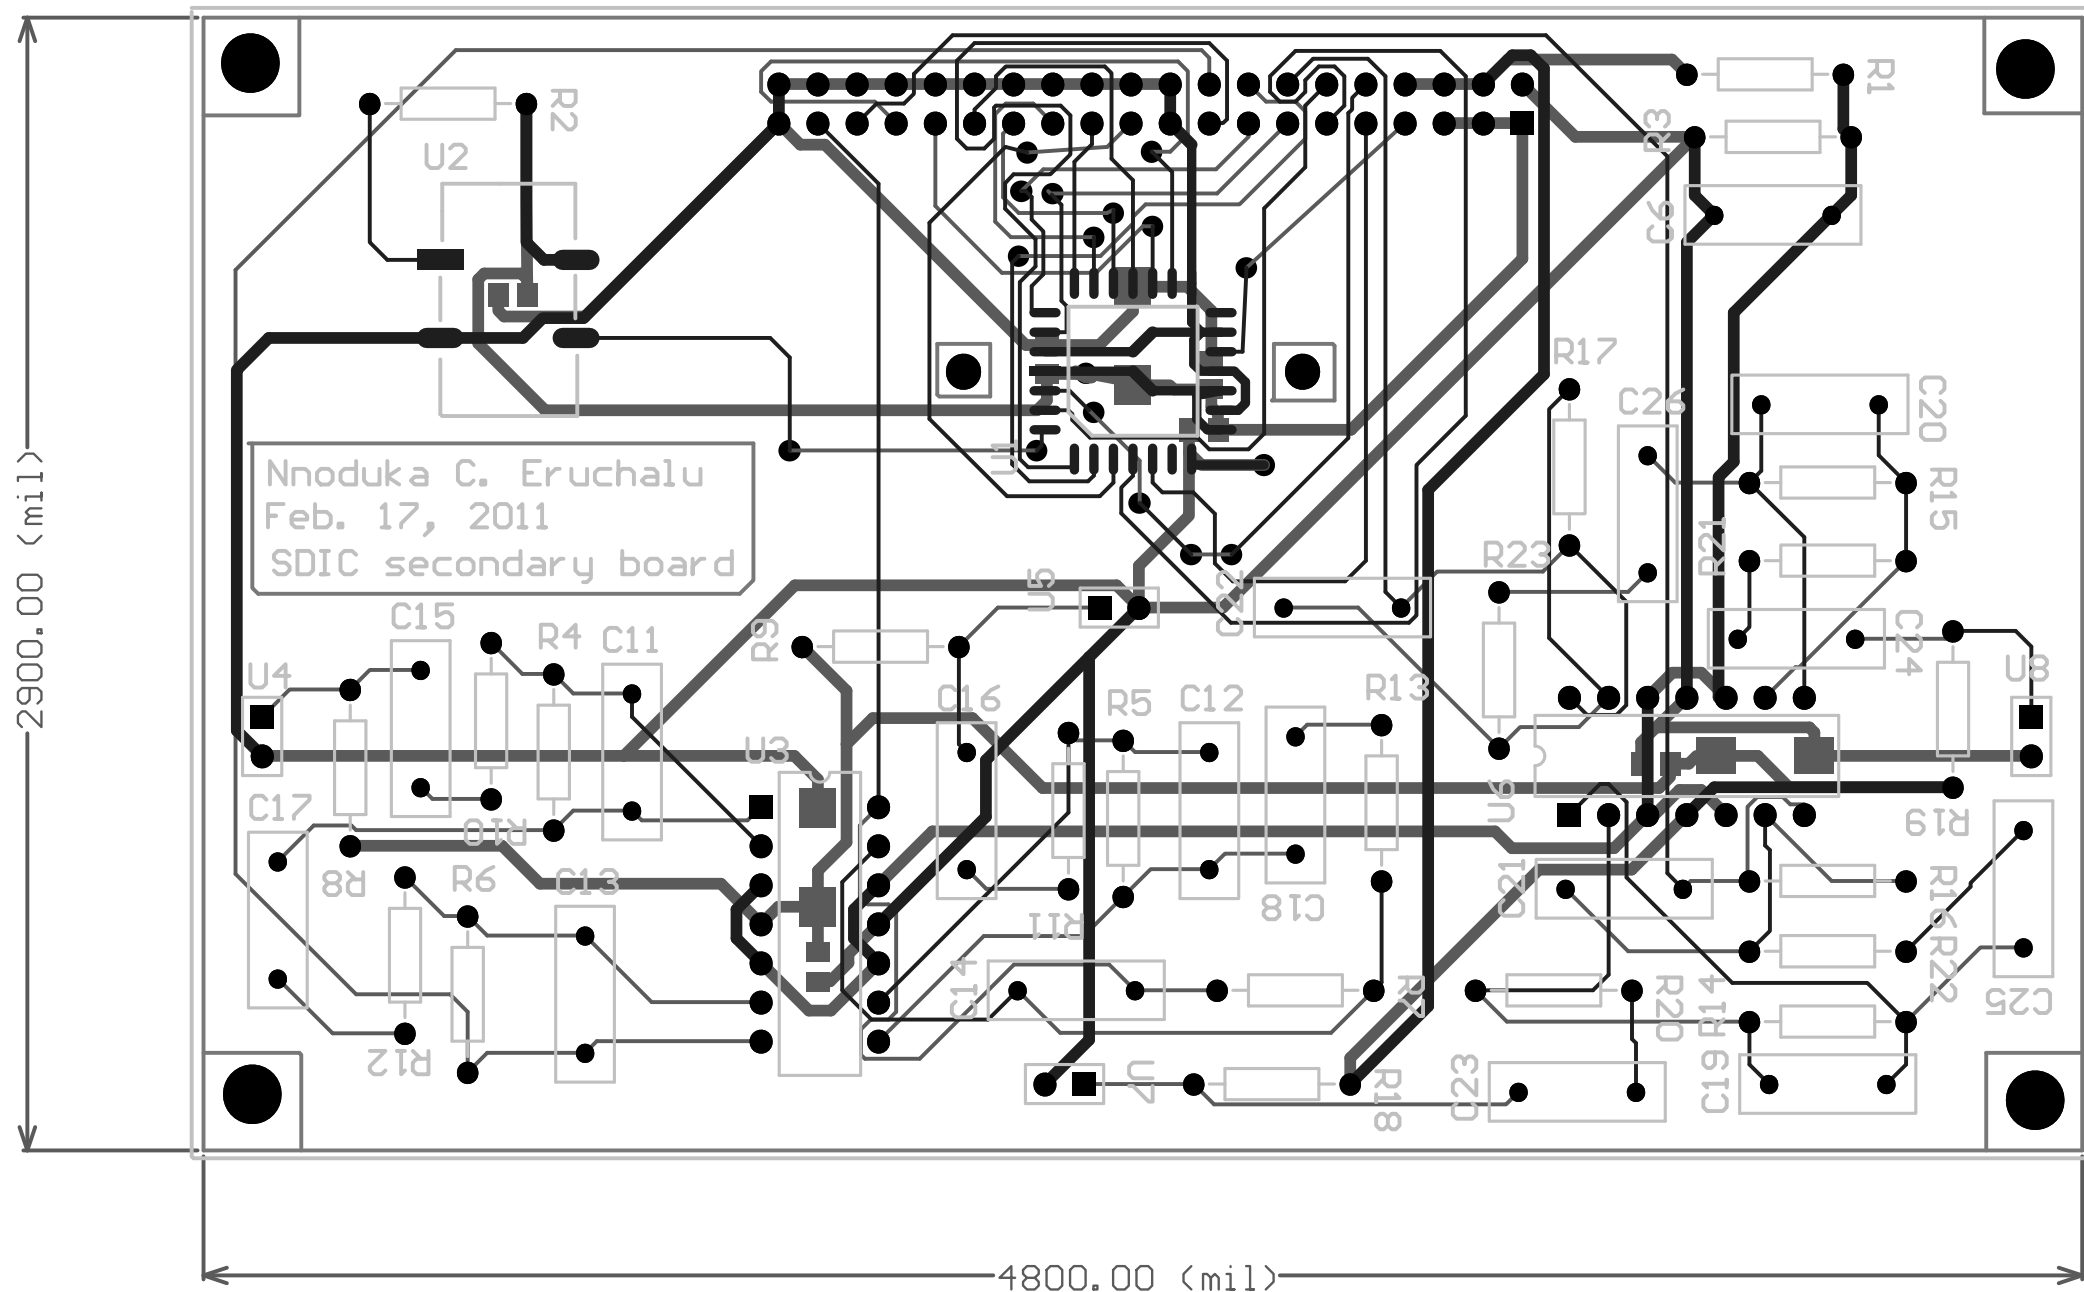 R1
R2
R3
U2
C9
R17
C26
C20
U1
Nnoduka C. Eruchalu
Feb. 17, 2011
SDIC secondary board
R15
R21
R23
2900.00 (mil)
U5
C22
C15
R4
C11
R9
C24
U4
U8
R13
C16
R5
C12
U3
U6
C17
R10
R19
R8
R6
C13
C21
R16
R11
C18
R22
C14
R7
R20
R14
C25
R12
U7
R18
C23
C19
4800.00 (mil)